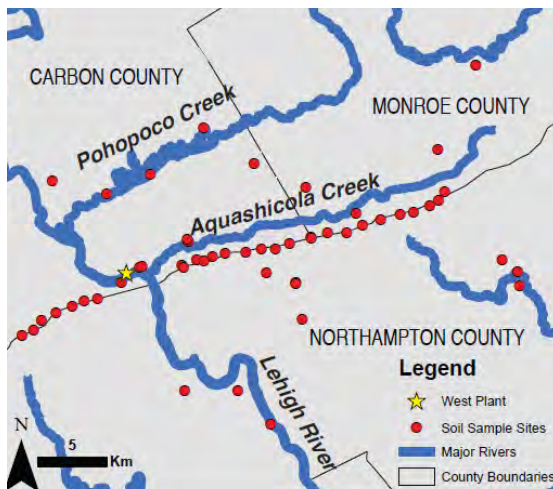 CARBON COUNTY
MONROE COUNTY
Pohopoco Creek
Aquashicola Creek
NORTHAMPTON COUNTY
Lehigh River
Legend
West Plant
Soil Sample Sites
Major Rivers
County Boundaries
N
5
Km